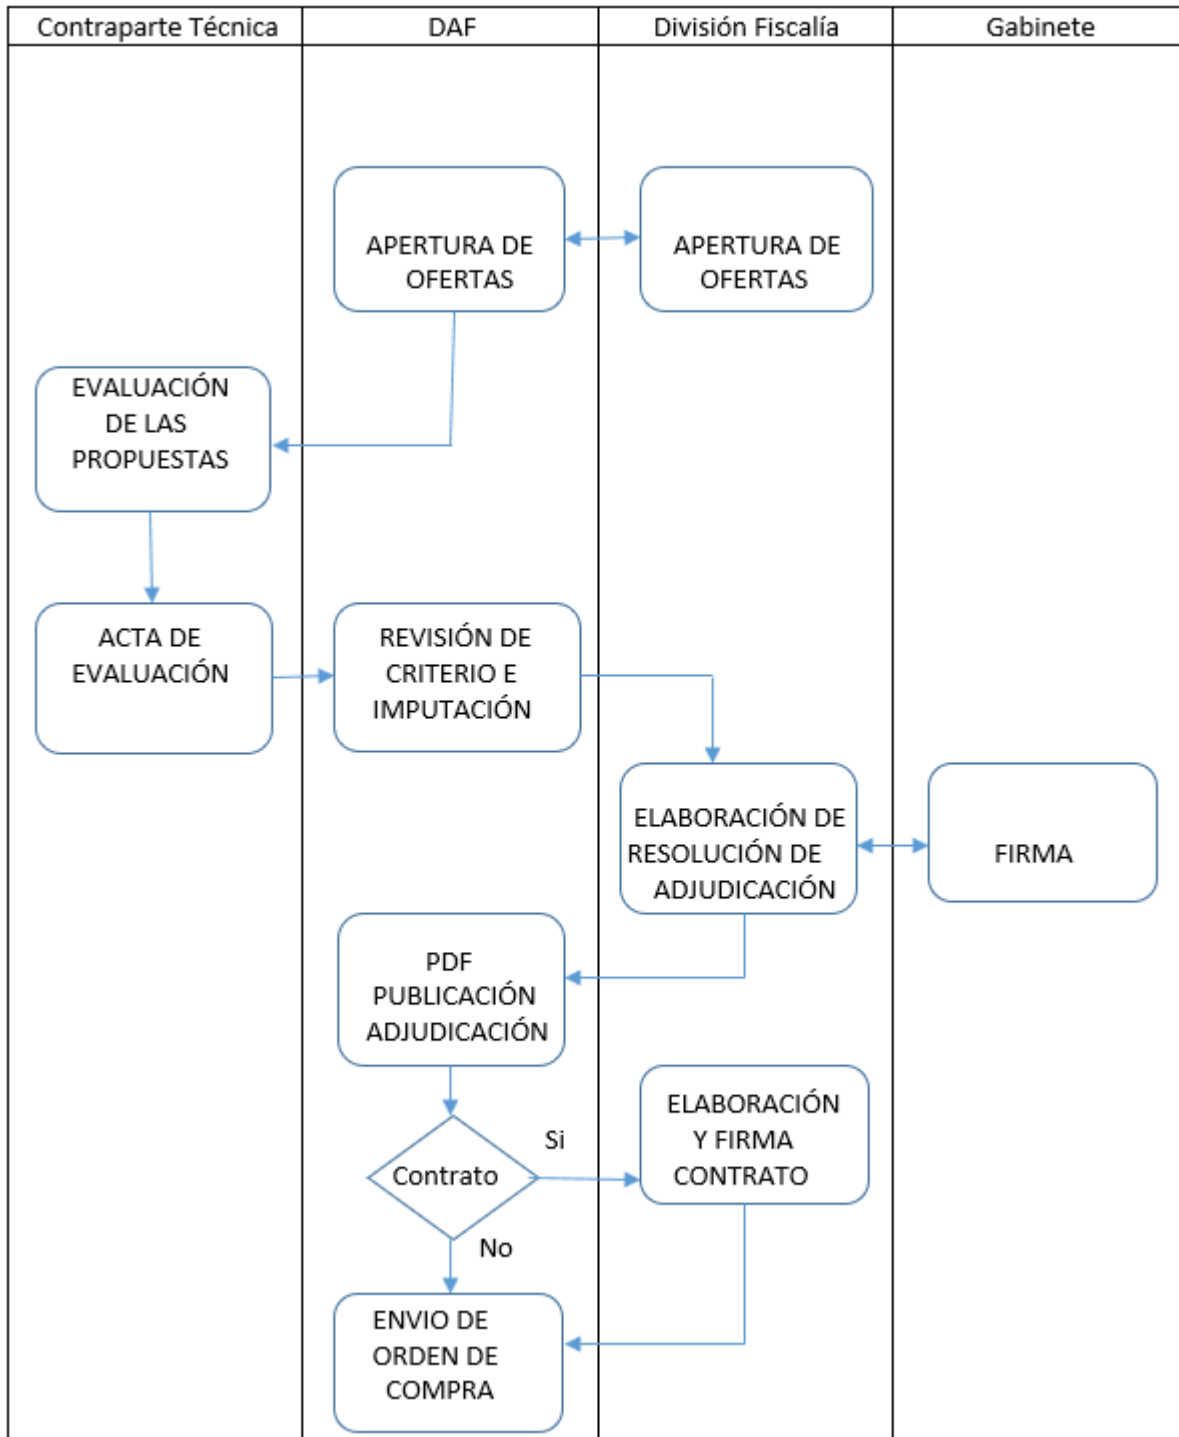 Contraparte Técnica
DAF
División Fiscalía
Gabinete
APERTURA DE
OFERTAS
APERTURA DE
OFERTAS
EVALUACIÓN
DE LAS
PROPUESTAS
ACTA DE
EVALUACIÓN
REVISIÓN DE
CRITERIO E
IMPUTACIÓN
ELABORACIÓN DE
RESOLUCIÓN DE
ADJUDICACIÓN
FIRMA
PDF
PUBLICACIÓN
ADJUDICACIÓN
Contrato
Si
ELABORACIÓN
Y FIRMA
CONTRATO
No
ENVIO DE
ORDEN DE
COMPRA